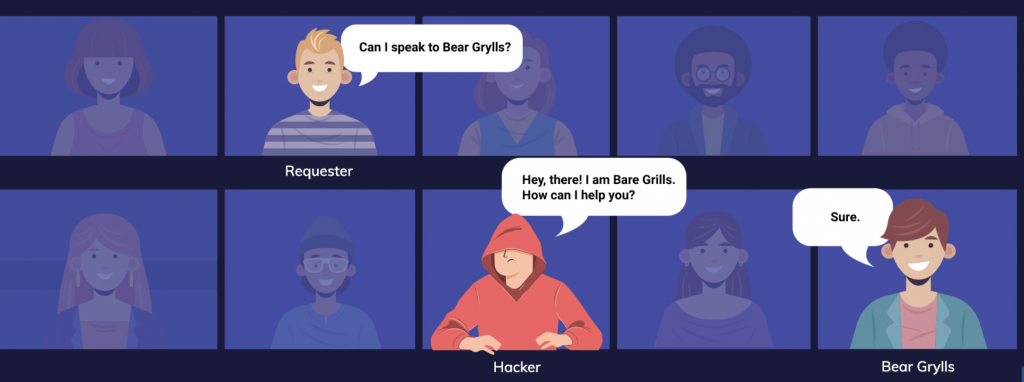 Can I speak to Bear Grylls?
Requester
Hey, there! I am Bare Grills.
How can I help you?
Sure.
Hacker
Bear Grylls